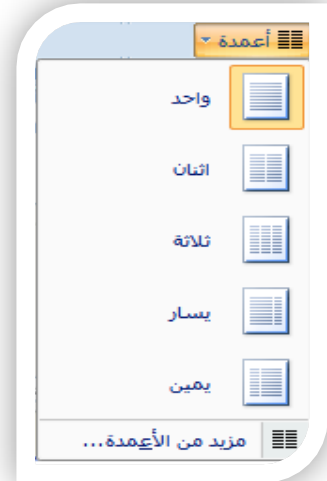 أعمدة
واحد
اثنان
ثلاثة
يسار
يمين
مزيد من الأعمدة...